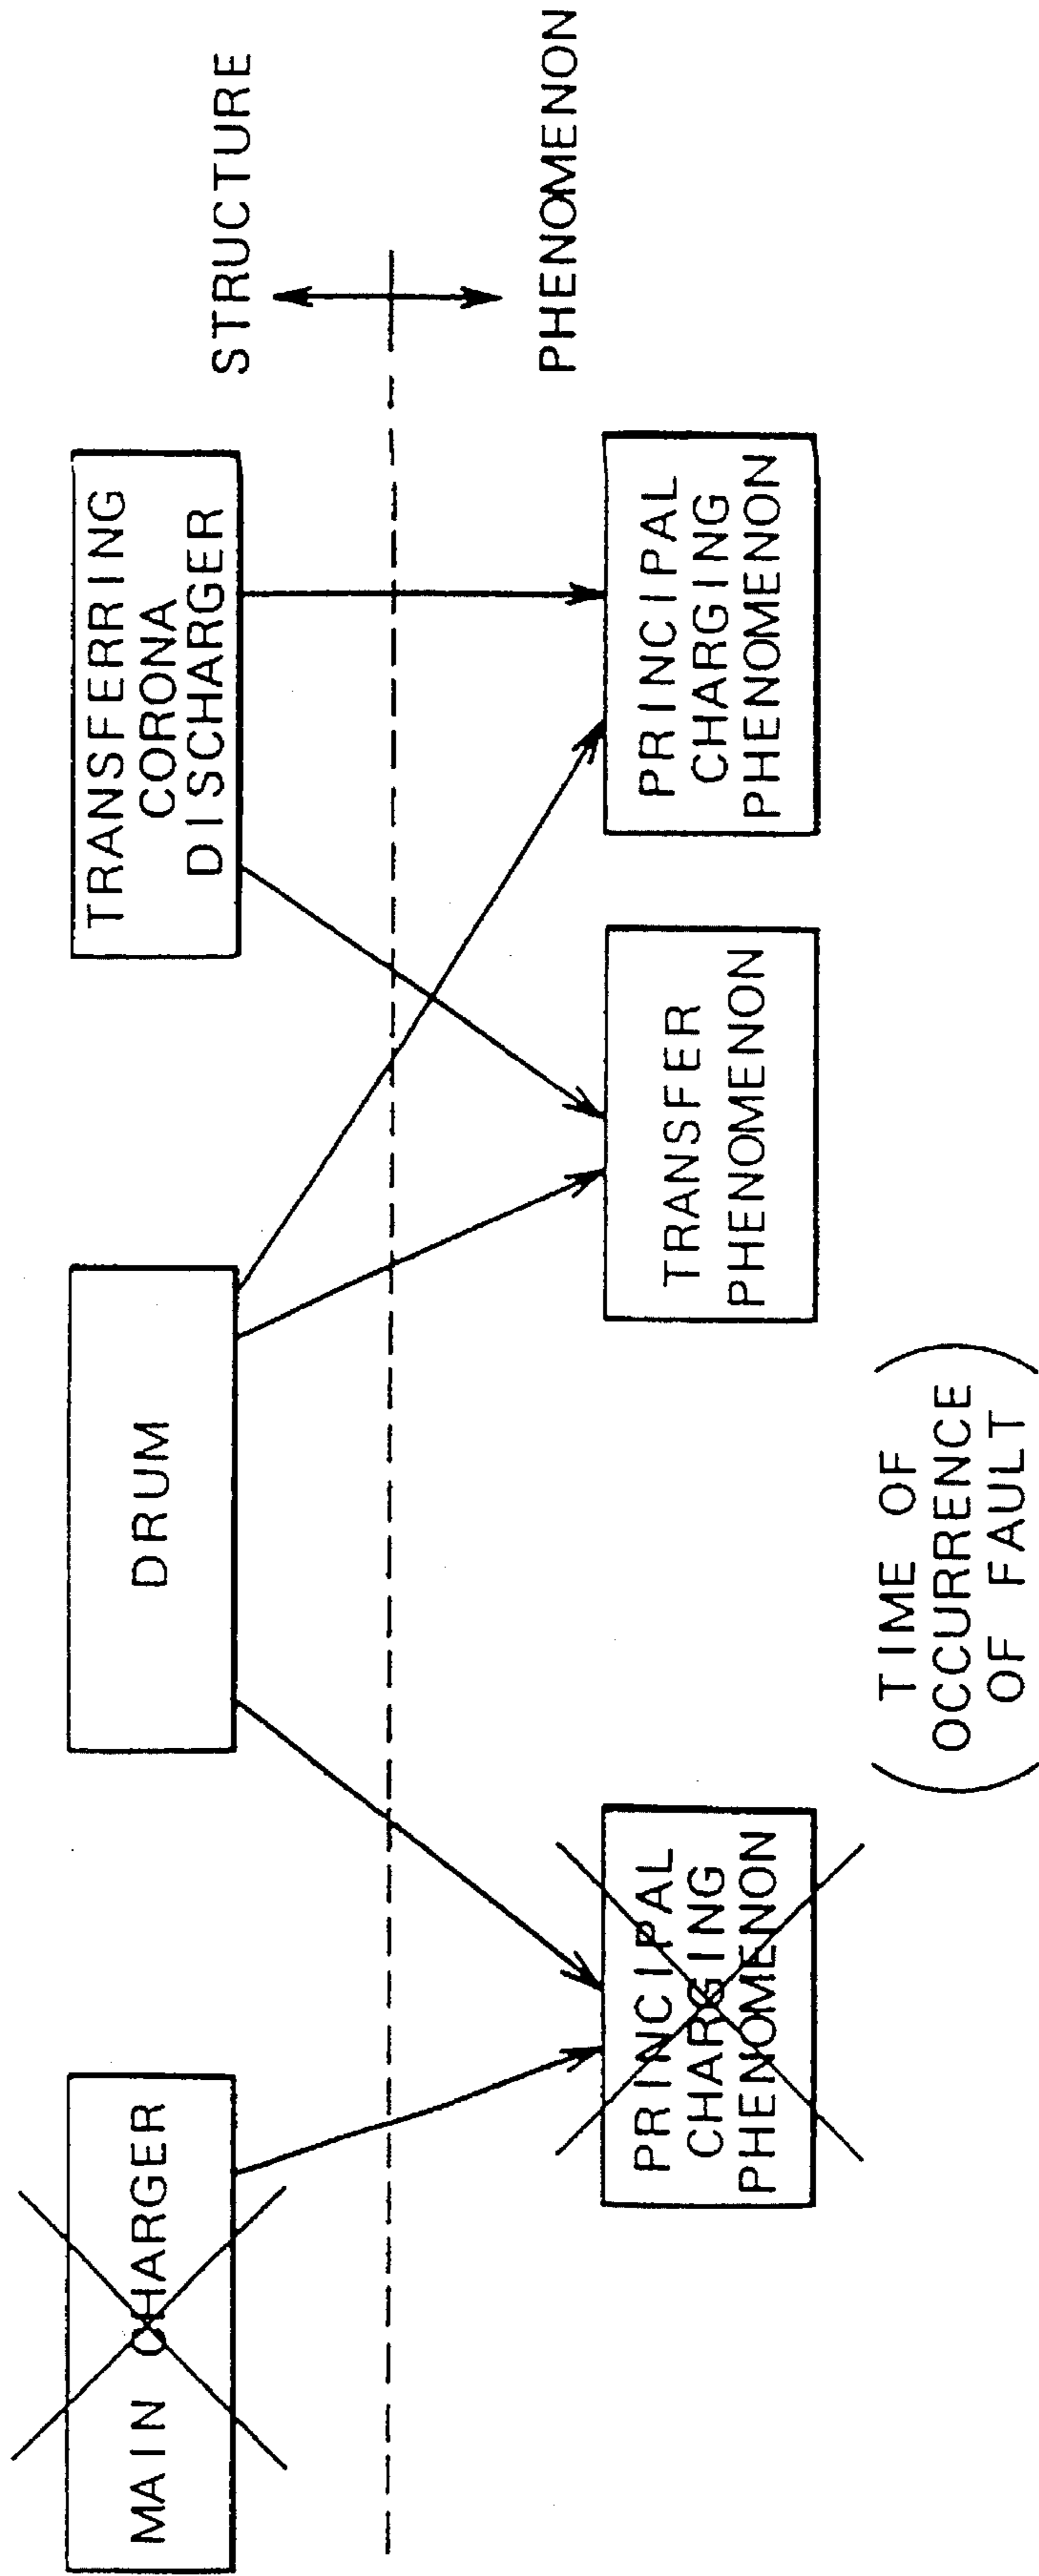 MAIN CHARGER
DRUM
TRANSFERRING
CORONA
DISCHARGER
STRUCTURE
PHENOMENON
PRINCIPAL
CHARGING
PHENOMENON
TRANSFER
PHENOMENON
PRINCIPAL
CHARGING
PHENOMENON
(TIME OF
OCCURRENCE
OF FAULT)